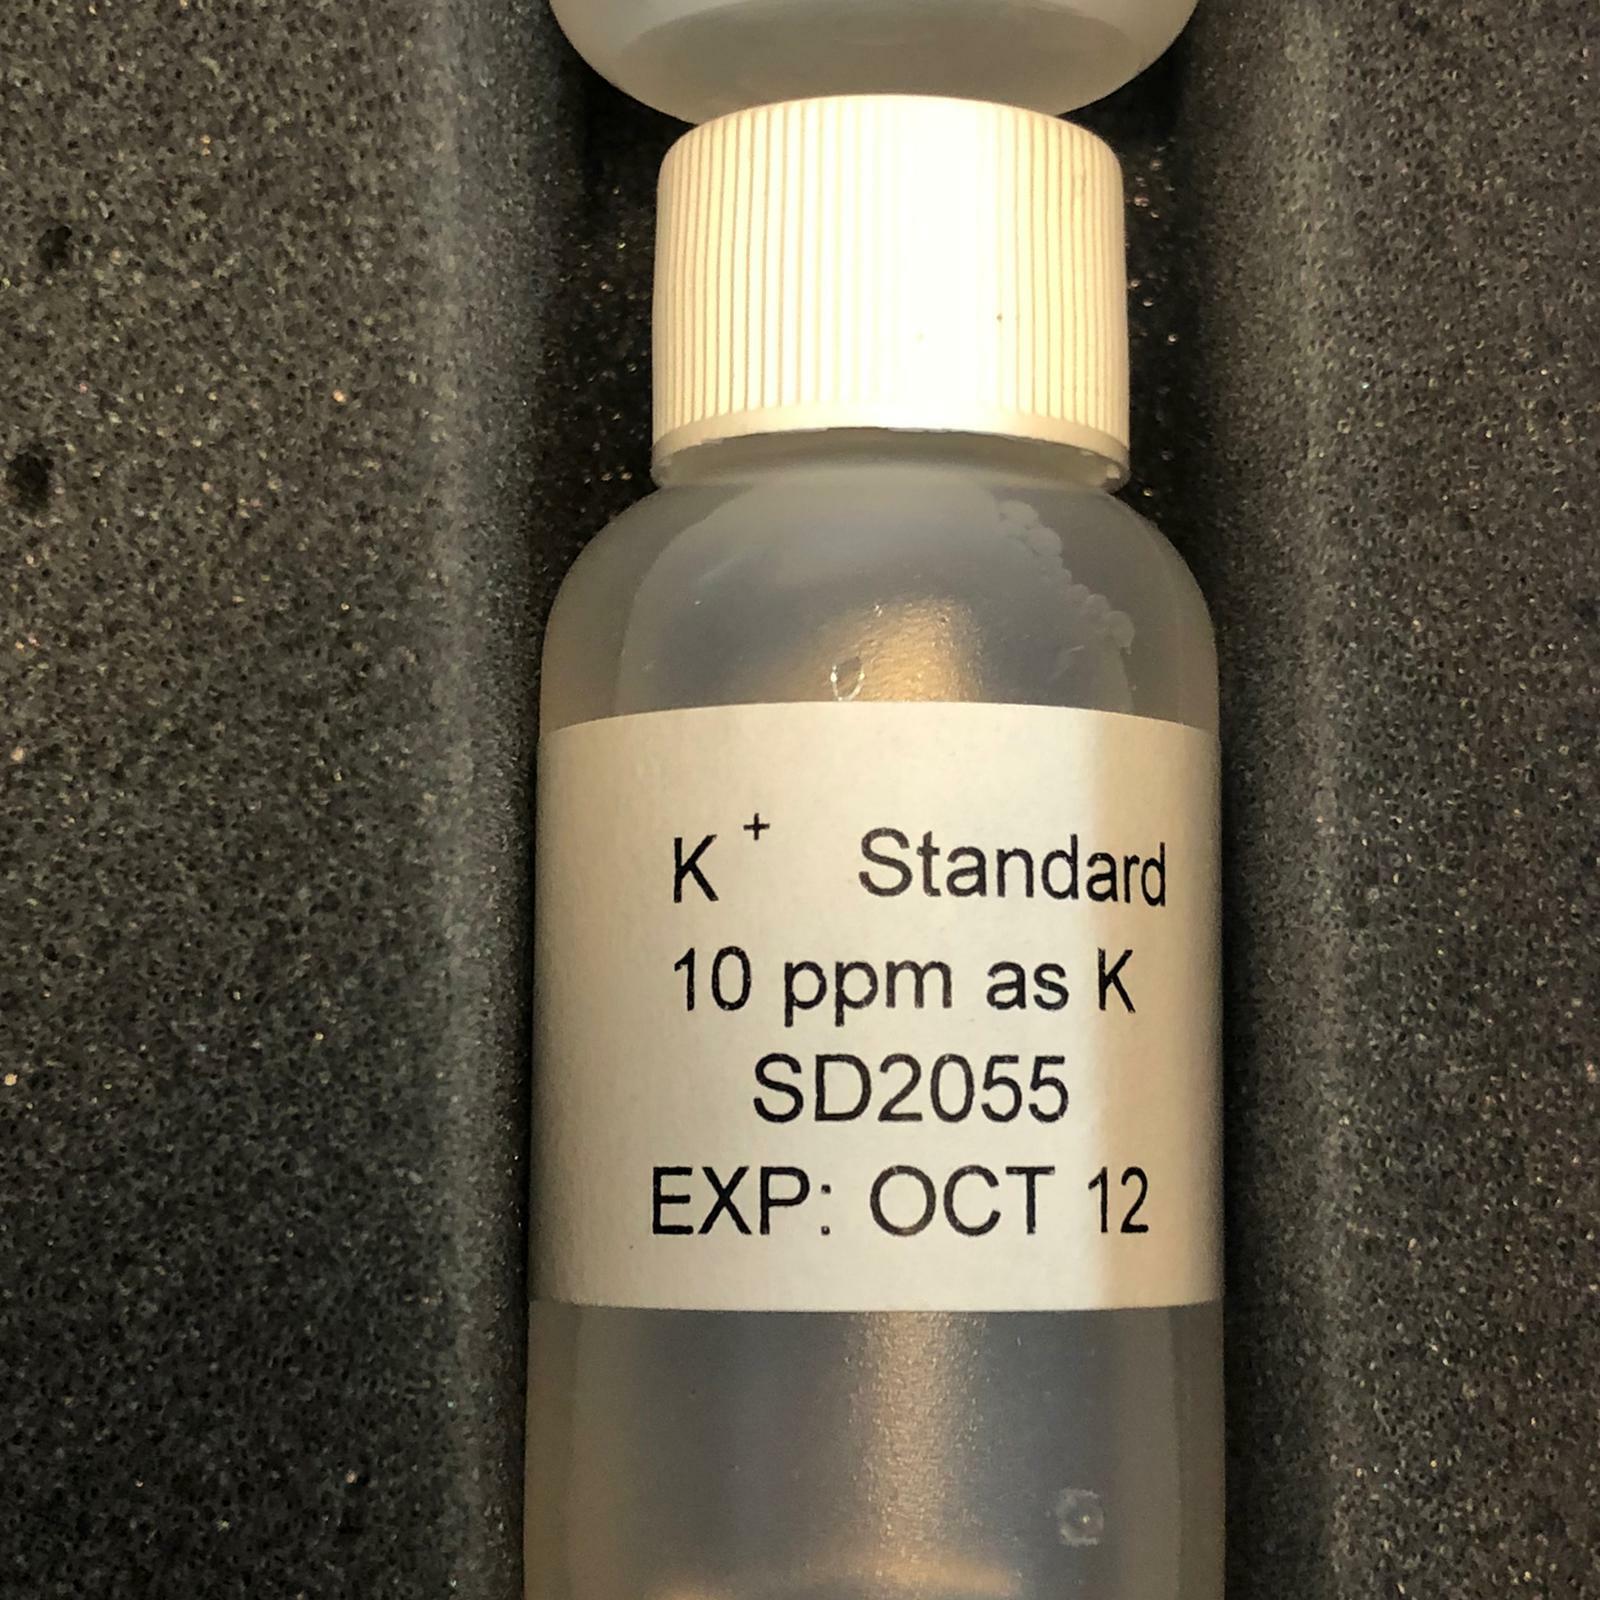 K⁺ Standard
10 ppm as K
SD2055
EXP: OCT 12